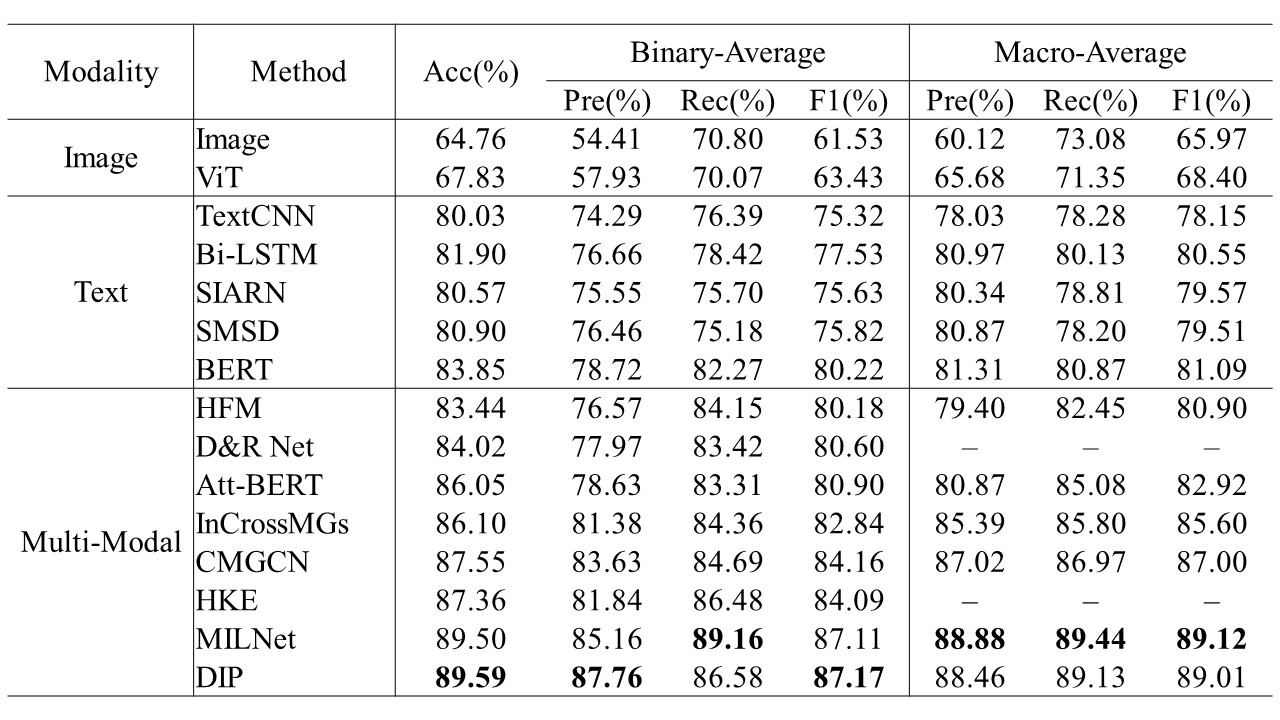 Modality Method Acc(%) Binary-Average Macro-Average
Pre(%) Rec(%) F1(%) Pre(%) Rec(%) F1(%)
Image Image 64.76 54.41 70.80 61.53 60.12 73.08 65.97
ViT 67.83 57.93 70.07 63.43 65.68 71.35 68.40
Text TextCNN 80.03 74.29 76.39 75.32 78.03 78.28 78.15
Bi-LSTM 81.90 76.66 78.42 77.53 80.97 80.13 80.55
SIARN 80.57 75.55 75.70 75.63 80.34 78.81 79.57
SMSD 80.90 76.46 75.18 75.82 80.87 78.20 79.51
BERT 83.85 78.72 82.27 80.22 81.31 80.87 81.09
Multi-Modal HFM 83.44 76.57 84.15 80.18 79.40 82.45 80.90
D&R Net 84.02 77.97 83.42 80.60 – – –
Att-BERT 86.05 78.63 83.31 80.90 80.87 85.08 82.92
InCrossMGs 86.10 81.38 84.36 82.84 85.39 85.80 85.60
CMGCN 87.55 83.63 84.69 84.16 87.02 86.97 87.00
HKE 87.36 81.84 86.48 84.09 – – –
MILNet 89.50 85.16 89.16 87.11 88.88 89.44 89.12
DIP 89.59 87.76 86.58 87.17 88.46 89.13 89.01